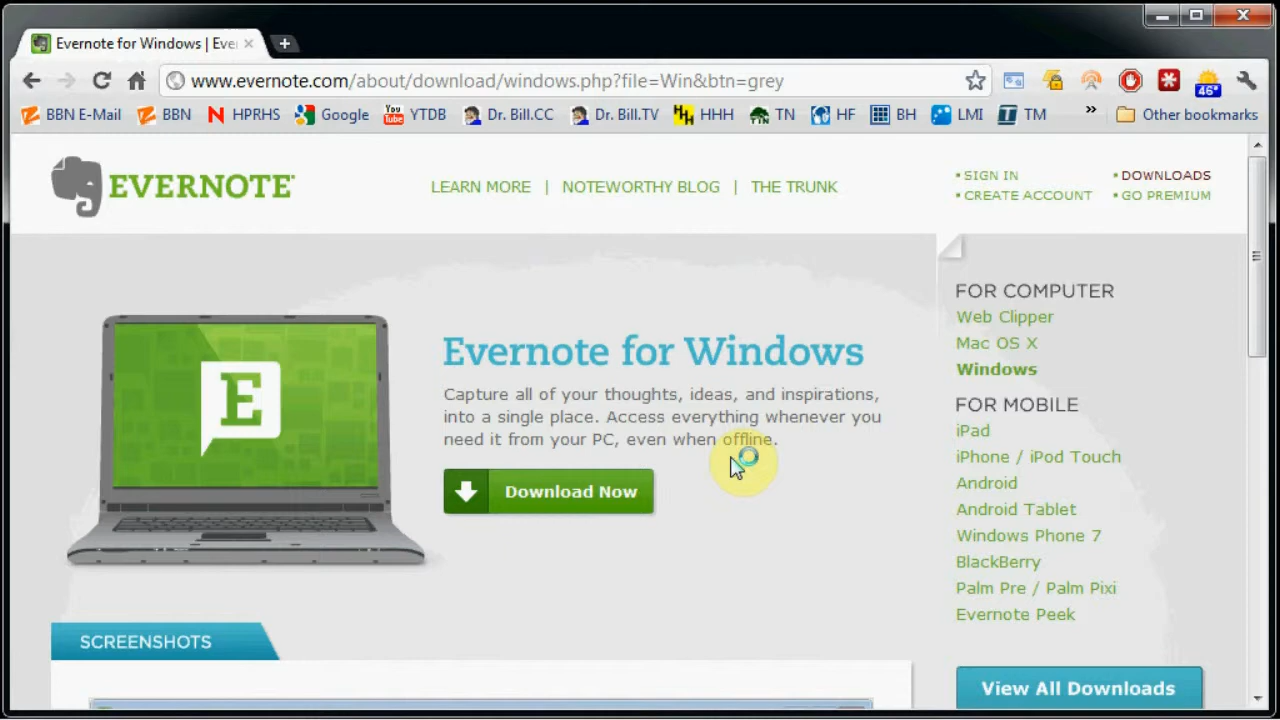 Evernote for Windows | Eve
www.evernote.com/about/download/windows.php?file=Win&btn=grey
46°
BBN E-Mail
BBN
HPRHS
Google
You
Tube
YTDB
Dr. Bill.CC
Dr. Bill.TV
HHH
TN
HF
BH
LMI
TM
»
Other bookmarks
EVERNOTE
LEARN MORE | NOTEWORTHY BLOG | THE TRUNK
SIGN IN
DOWNLOADS
CREATE ACCOUNT
GO PREMIUM
E
Evernote for Windows
Capture all of your thoughts, ideas, and inspirations,
into a single place. Access everything whenever you
need it from your PC, even when offline.
Download Now
SCREENSHOTS
FOR COMPUTER
Web Clipper
Mac OS X
Windows
FOR MOBILE
iPad
iPhone / iPod Touch
Android
Android Tablet
Windows Phone 7
BlackBerry
Palm Pre / Palm Pixi
Evernote Peek
View All Downloads